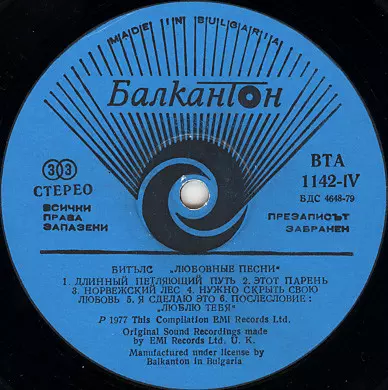 MADE IN BULGARIA
Балкантон
33
СТЕРЕО
ВСИЧКИ
ПРАВА
ЗАПАЗЕНИ
ВТА
1142-IV
БДС 4648-79
ПРЕЗАПИСЪТ
ЗАБРАНЕН
БИТЪЛС „ЛЮБОВНЫЕ ПЕСНИ“
1. ДЛИННЫЙ ПЕТЛЯЮЩИЙ ПУТЬ 2. ЭТОТ ПАРЕНЬ
3. НОРВЕЖСКИЙ ЛЕС 4. НУЖНО СКРЫТЬ СВОЮ
ЛЮБОВЬ 5. Я СДЕЛАЮ ЭТО 6. ПОСЛЕСЛОВИЕ:
„ЛЮБЛЮ ТЕБЯ“
P 1977 This Compilation EMI Records Ltd.
Original Sound Recordings made
by EMI Records Ltd. U. K.
Manufactured under license by
Balkanton in Bulgaria